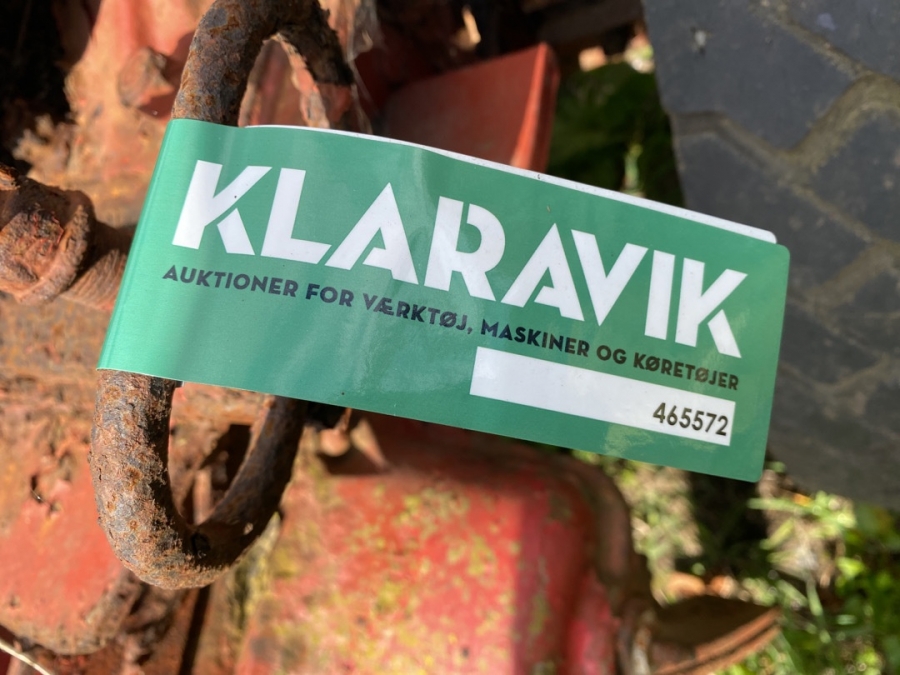 KLARAVIK
AUKTIONER FOR VÆRKTØJ, MASKINER OG KØRETØJER
465572